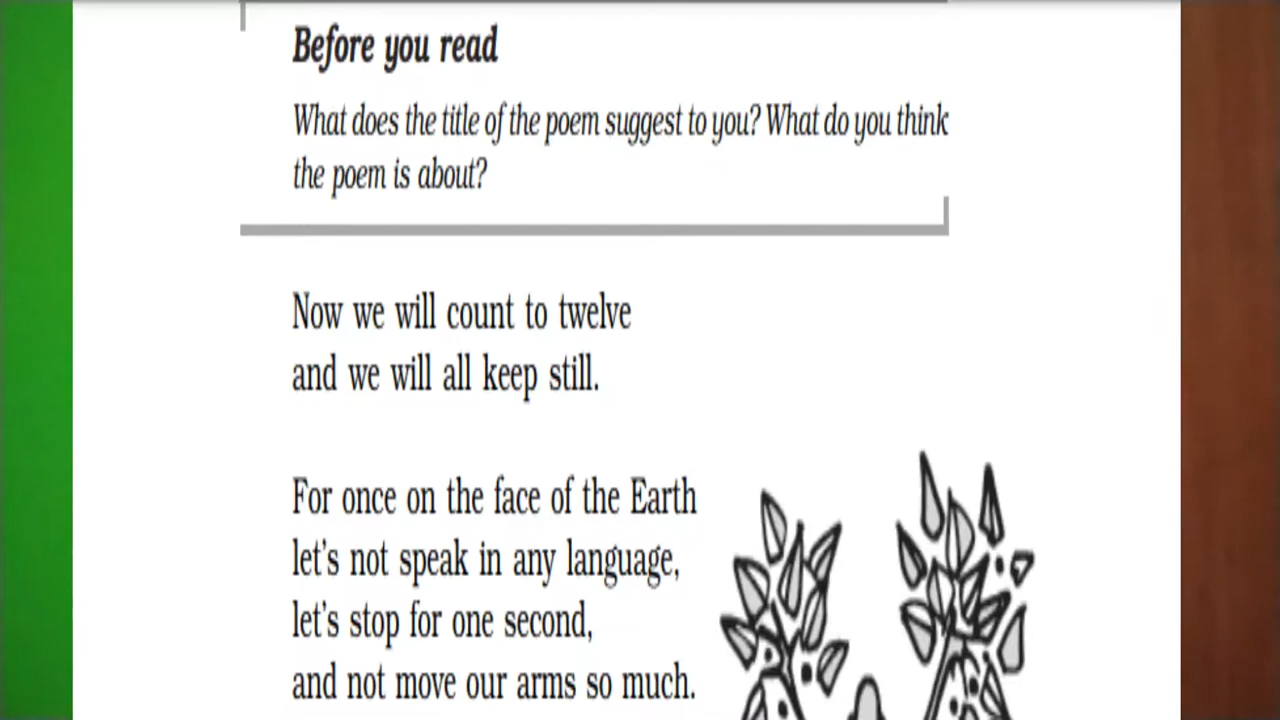 Before you read
What does the title of the poem suggest to you? What do you think
the poem is about?
Now we will count to twelve
and we will all keep still.
For once on the face of the Earth
let's not speak in any language,
let's stop for one second,
and not move our arms so much.